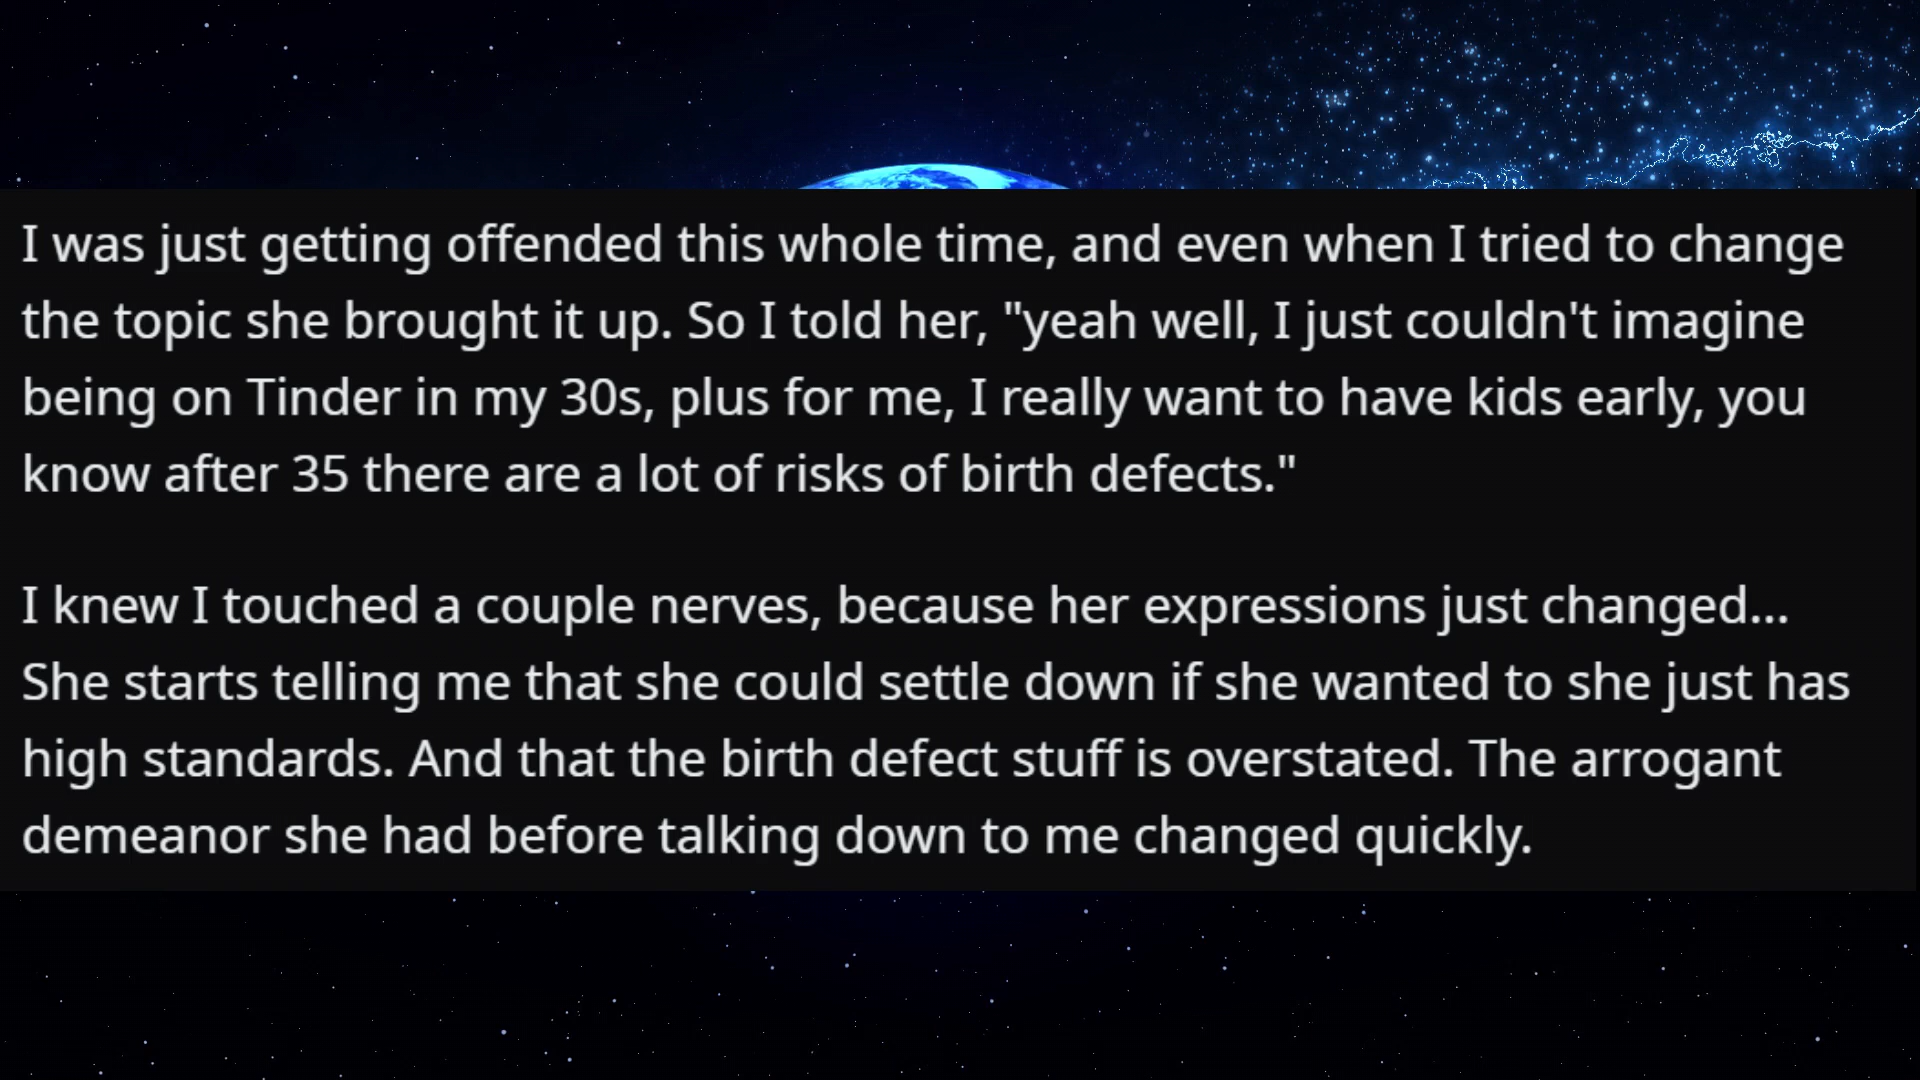 I was just getting offended this whole time, and even when I tried to change
the topic she brought it up. So I told her, "yeah well, I just couldn't imagine
being on Tinder in my 30s, plus for me, I really want to have kids early, you
know after 35 there are a lot of risks of birth defects."
I knew I touched a couple nerves, because her expressions just changed...
She starts telling me that she could settle down if she wanted to she just has
high standards. And that the birth defect stuff is overstated. The arrogant
demeanor she had before talking down to me changed quickly.